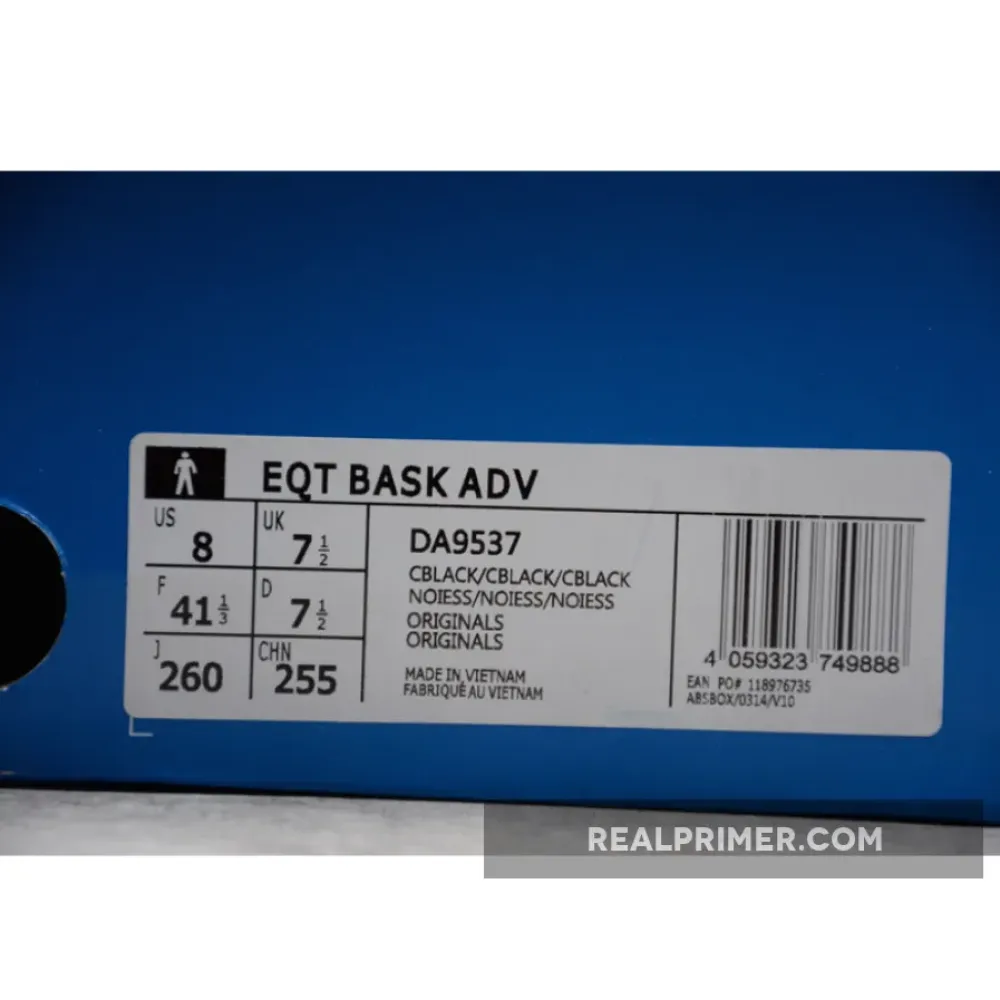 EQT BASK ADV
US 8
UK 7 1/2
F 41 1/3
D 7 1/2
J 260
CHN 255
DA9537
CBLACK/CBLACK/CBLACK
NOIESS/NOIESS/NOIESS
ORIGINALS
ORIGINALS
MADE IN VIETNAM
FABRIQUÉ AU VIETNAM
4 059323 749888
EAN PO# 118976735
ABSBOX/0314/V10
REALPRIMER.COM